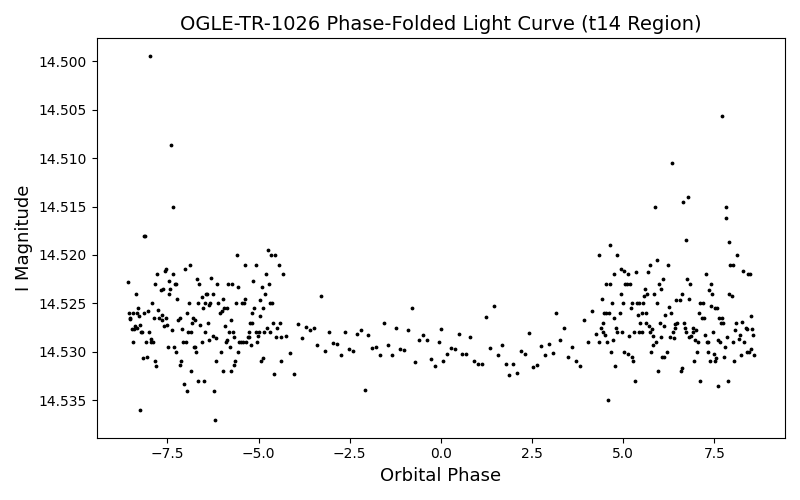 OGLE-TR-1026 Phase-Folded Light Curve (t14 Region)
I Magnitude
14.500
14.505
14.510
14.515
14.520
14.525
14.530
14.535
−7.5 −5.0 −2.5 0.0 2.5 5.0 7.5
Orbital Phase